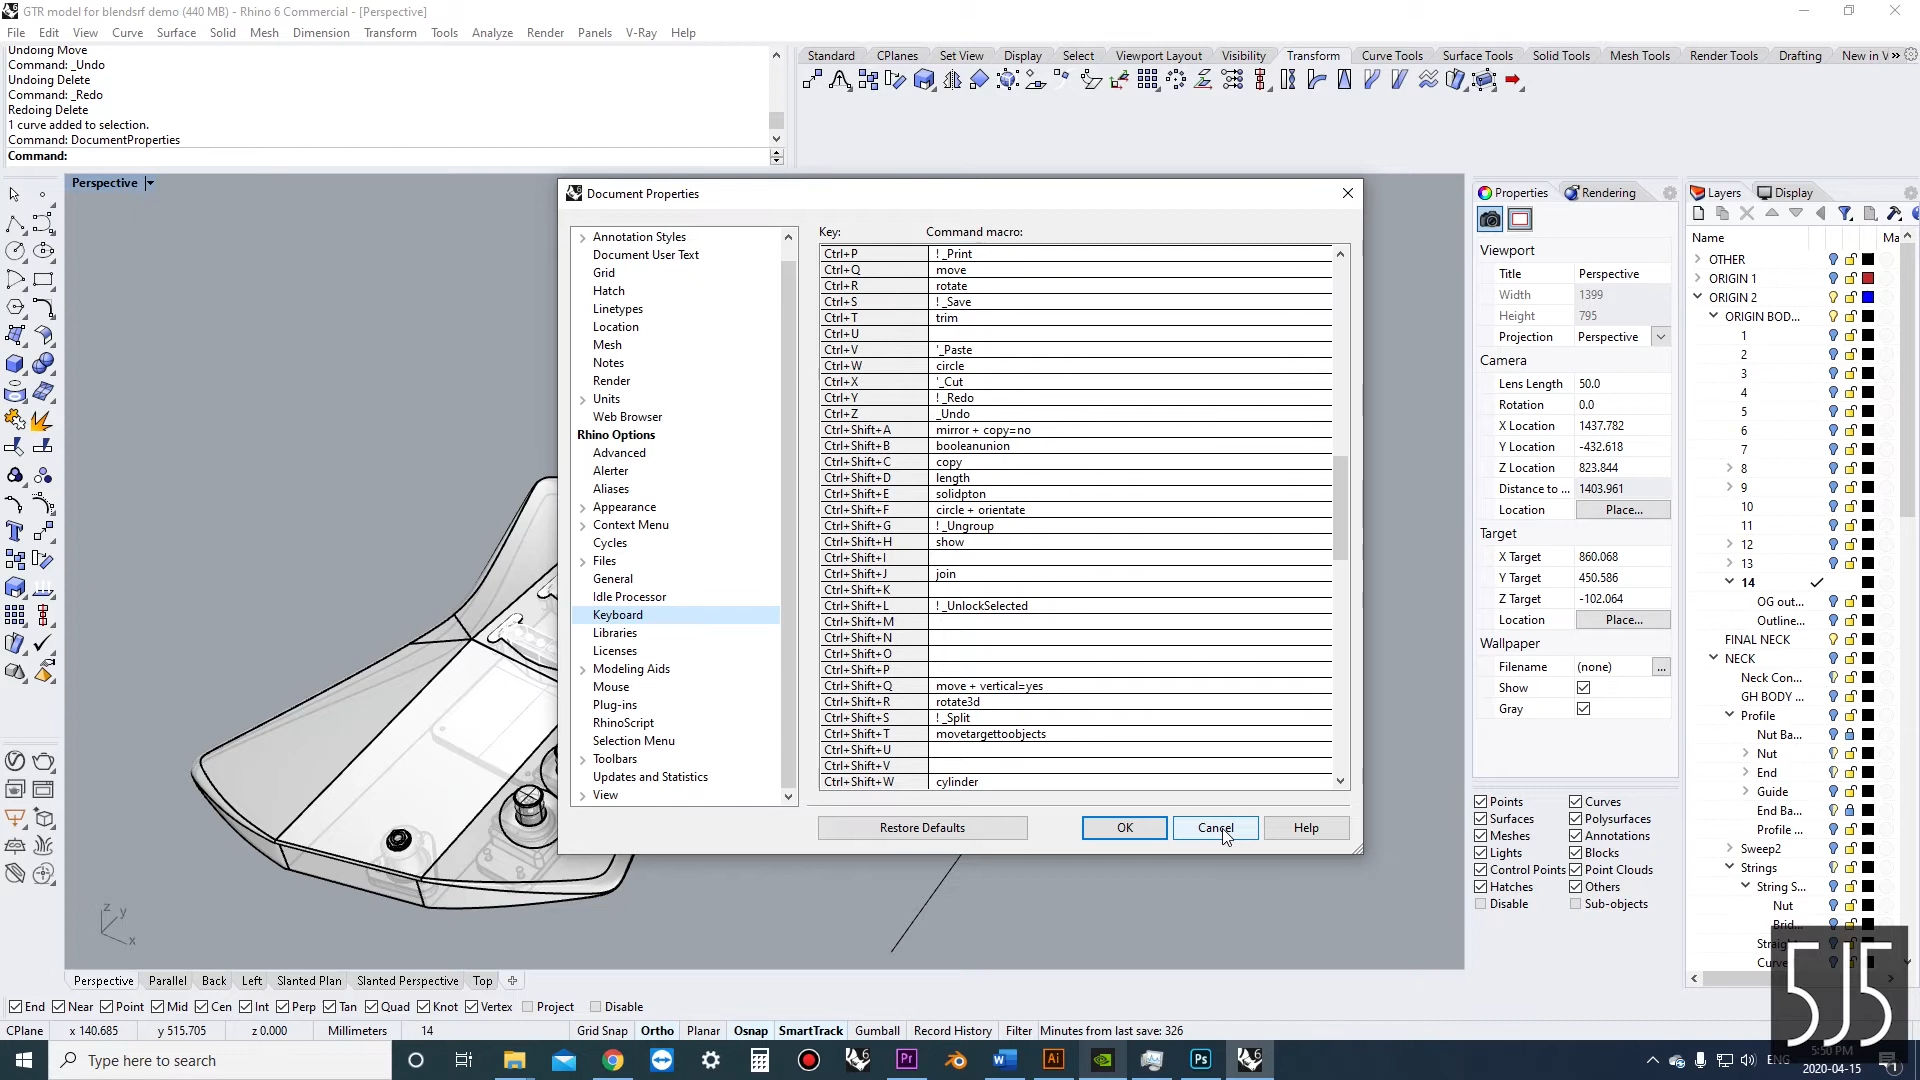 GTR model for blendsrf demo (440 MB) - Rhino 6 Commercial - [Perspective]
File Edit View Curve Surface Solid Mesh Dimension Transform Tools Analyze Render Panels V-Ray Help
Undoing Move
Command: _Undo
Undoing Delete
Command: _Redo
Redoing Delete
1 curve added to selection.
Command: DocumentProperties
Command:
Standard CPlanes Set View Display Select Viewport Layout Visibility Transform Curve Tools Surface Tools Solid Tools Mesh Tools Render Tools Drafting New in V »
Perspective
Document Properties
Annotation Styles
Document User Text
Grid
Hatch
Linetypes
Location
Mesh
Notes
Render
Units
Web Browser
Rhino Options
Advanced
Alerter
Aliases
Appearance
Context Menu
Cycles
Files
General
Idle Processor
Keyboard
Libraries
Licenses
Modeling Aids
Mouse
Plug-ins
RhinoScript
Selection Menu
Toolbars
Updates and Statistics
View
Key: Command macro:
Ctrl+P ! _Print
Ctrl+Q move
Ctrl+R rotate
Ctrl+S ! _Save
Ctrl+T trim
Ctrl+U
Ctrl+V '_Paste
Ctrl+W circle
Ctrl+X '_Cut
Ctrl+Y ! _Redo
Ctrl+Z _Undo
Ctrl+Shift+A mirror + copy=no
Ctrl+Shift+B booleanunion
Ctrl+Shift+C copy
Ctrl+Shift+D length
Ctrl+Shift+E solidpton
Ctrl+Shift+F circle + orientate
Ctrl+Shift+G ! _Ungroup
Ctrl+Shift+H show
Ctrl+Shift+I
Ctrl+Shift+J join
Ctrl+Shift+K
Ctrl+Shift+L ! _UnlockSelected
Ctrl+Shift+M
Ctrl+Shift+N
Ctrl+Shift+O
Ctrl+Shift+P
Ctrl+Shift+Q move + vertical=yes
Ctrl+Shift+R rotate3d
Ctrl+Shift+S ! _Split
Ctrl+Shift+T movetargettoobjects
Ctrl+Shift+U
Ctrl+Shift+V
Ctrl+Shift+W cylinder
Restore Defaults OK Cancel Help
Properties Rendering
Viewport
Title Perspective
Width 1399
Height 795
Projection Perspective
Camera
Lens Length 50.0
Rotation 0.0
X Location 1437.782
Y Location -432.618
Z Location 823.844
Distance to ... 1403.961
Location Place...
Target
X Target 860.068
Y Target 450.586
Z Target -102.064
Location Place...
Wallpaper
Filename (none) ...
Show
Gray
Points Curves
Surfaces Polysurfaces
Meshes Annotations
Lights Blocks
Control Points Point Clouds
Hatches Others
Disable Sub-objects
Layers Display
Name Ma
OTHER
ORIGIN 1
ORIGIN 2
ORIGIN BOD...
1
2
3
4
5
6
7
8
9
10
11
12
13
14
OG out...
Outline...
FINAL NECK
NECK
Neck Con...
GH BODY ...
Profile
Nut Ba...
Nut
End
Guide
End Ba...
Profile ...
Sweep2
Strings
String S...
Nut
Brid...
Straig
Curve
5J5
z y x
Perspective Parallel Back Left Slanted Plan Slanted Perspective Top
End Near Point Mid Cen Int Perp Tan Quad Knot Vertex Project Disable
CPlane x 140.685 y 515.705 z 0.000 Millimeters 14 Grid Snap Ortho Planar Osnap SmartTrack Gumball Record History Filter Minutes from last save: 326
Type here to search
Pr W Ai Ps
ENG
5:50 PM
2020-04-15
1